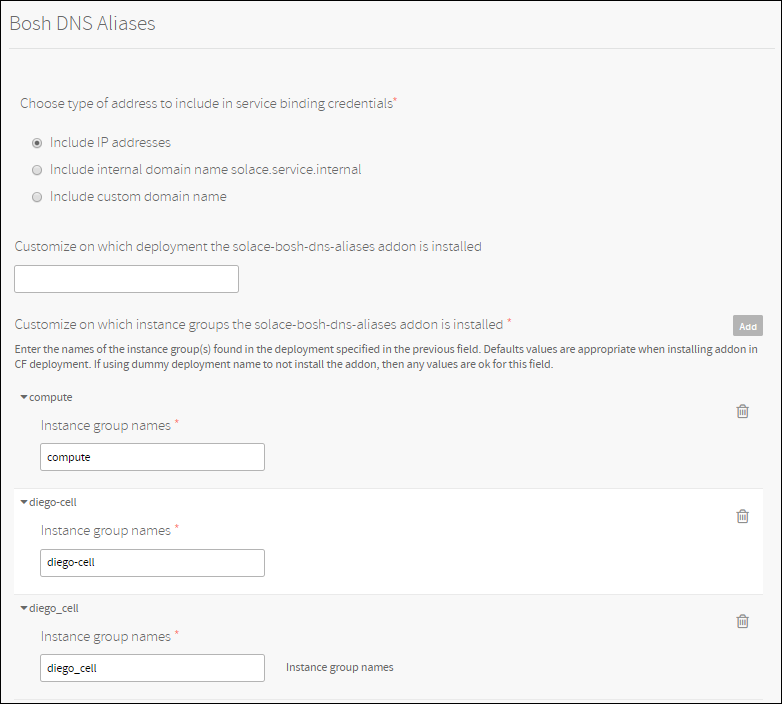 Bosh DNS Aliases
Choose type of address to include in service binding credentials*
Include IP addresses
Include internal domain name solace.service.internal
Include custom domain name
Customize on which deployment the solace-bosh-dns-aliases addon is installed
Customize on which instance groups the solace-bosh-dns-aliases addon is installed *
Add
Enter the names of the instance group(s) found in the deployment specified in the previous field. Defaults values are appropriate when installing addon in
CF deployment. If using dummy deployment name to not install the addon, then any values are ok for this field.
compute
Instance group names *
compute
diego-cell
Instance group names *
diego-cell
diego_cell
Instance group names *
diego_cell
Instance group names